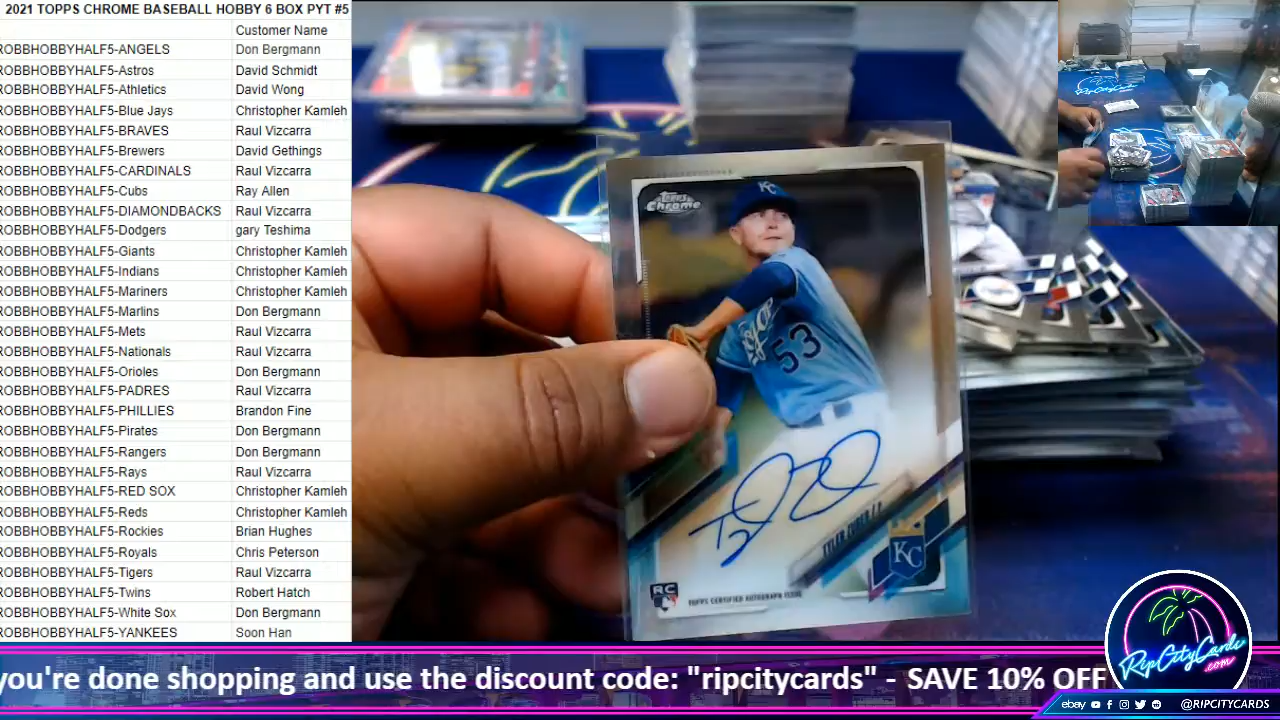 2021 TOPPS CHROME BASEBALL HOBBY 6 BOX PYT #5
Customer Name
ROBBHOBBYHALF5-ANGELS Don Bergmann
ROBBHOBBYHALF5-Astros David Schmidt
ROBBHOBBYHALF5-Athletics David Wong
ROBBHOBBYHALF5-Blue Jays Christopher Kamleh
ROBBHOBBYHALF5-BRAVES Raul Vizcarra
ROBBHOBBYHALF5-Brewers David Gethings
ROBBHOBBYHALF5-CARDINALS Raul Vizcarra
ROBBHOBBYHALF5-Cubs Ray Allen
ROBBHOBBYHALF5-DIAMONDBACKS Raul Vizcarra
ROBBHOBBYHALF5-Dodgers gary Teshima
ROBBHOBBYHALF5-Giants Christopher Kamleh
ROBBHOBBYHALF5-Indians Christopher Kamleh
ROBBHOBBYHALF5-Mariners Christopher Kamleh
ROBBHOBBYHALF5-Marlins Don Bergmann
ROBBHOBBYHALF5-Mets Raul Vizcarra
ROBBHOBBYHALF5-Nationals Raul Vizcarra
ROBBHOBBYHALF5-Orioles Don Bergmann
ROBBHOBBYHALF5-PADRES Raul Vizcarra
ROBBHOBBYHALF5-PHILLIES Brandon Fine
ROBBHOBBYHALF5-Pirates Don Bergmann
ROBBHOBBYHALF5-Rangers Don Bergmann
ROBBHOBBYHALF5-Rays Raul Vizcarra
ROBBHOBBYHALF5-RED SOX Christopher Kamleh
ROBBHOBBYHALF5-Reds Christopher Kamleh
ROBBHOBBYHALF5-Rockies Brian Hughes
ROBBHOBBYHALF5-Royals Chris Peterson
ROBBHOBBYHALF5-Tigers Raul Vizcarra
ROBBHOBBYHALF5-Twins Robert Hatch
ROBBHOBBYHALF5-White Sox Don Bergmann
ROBBHOBBYHALF5-YANKEES Soon Han
Topps
Chrome
KC
Royals
53
TYLER
KC
RC
TOPPS CERTIFIED AUTOGRAPH ISSUE
you're done shopping and use the discount code: "ripcitycards" - SAVE 10% OFF
RipCityCards
.com
ebay @RIPCITYCARDS